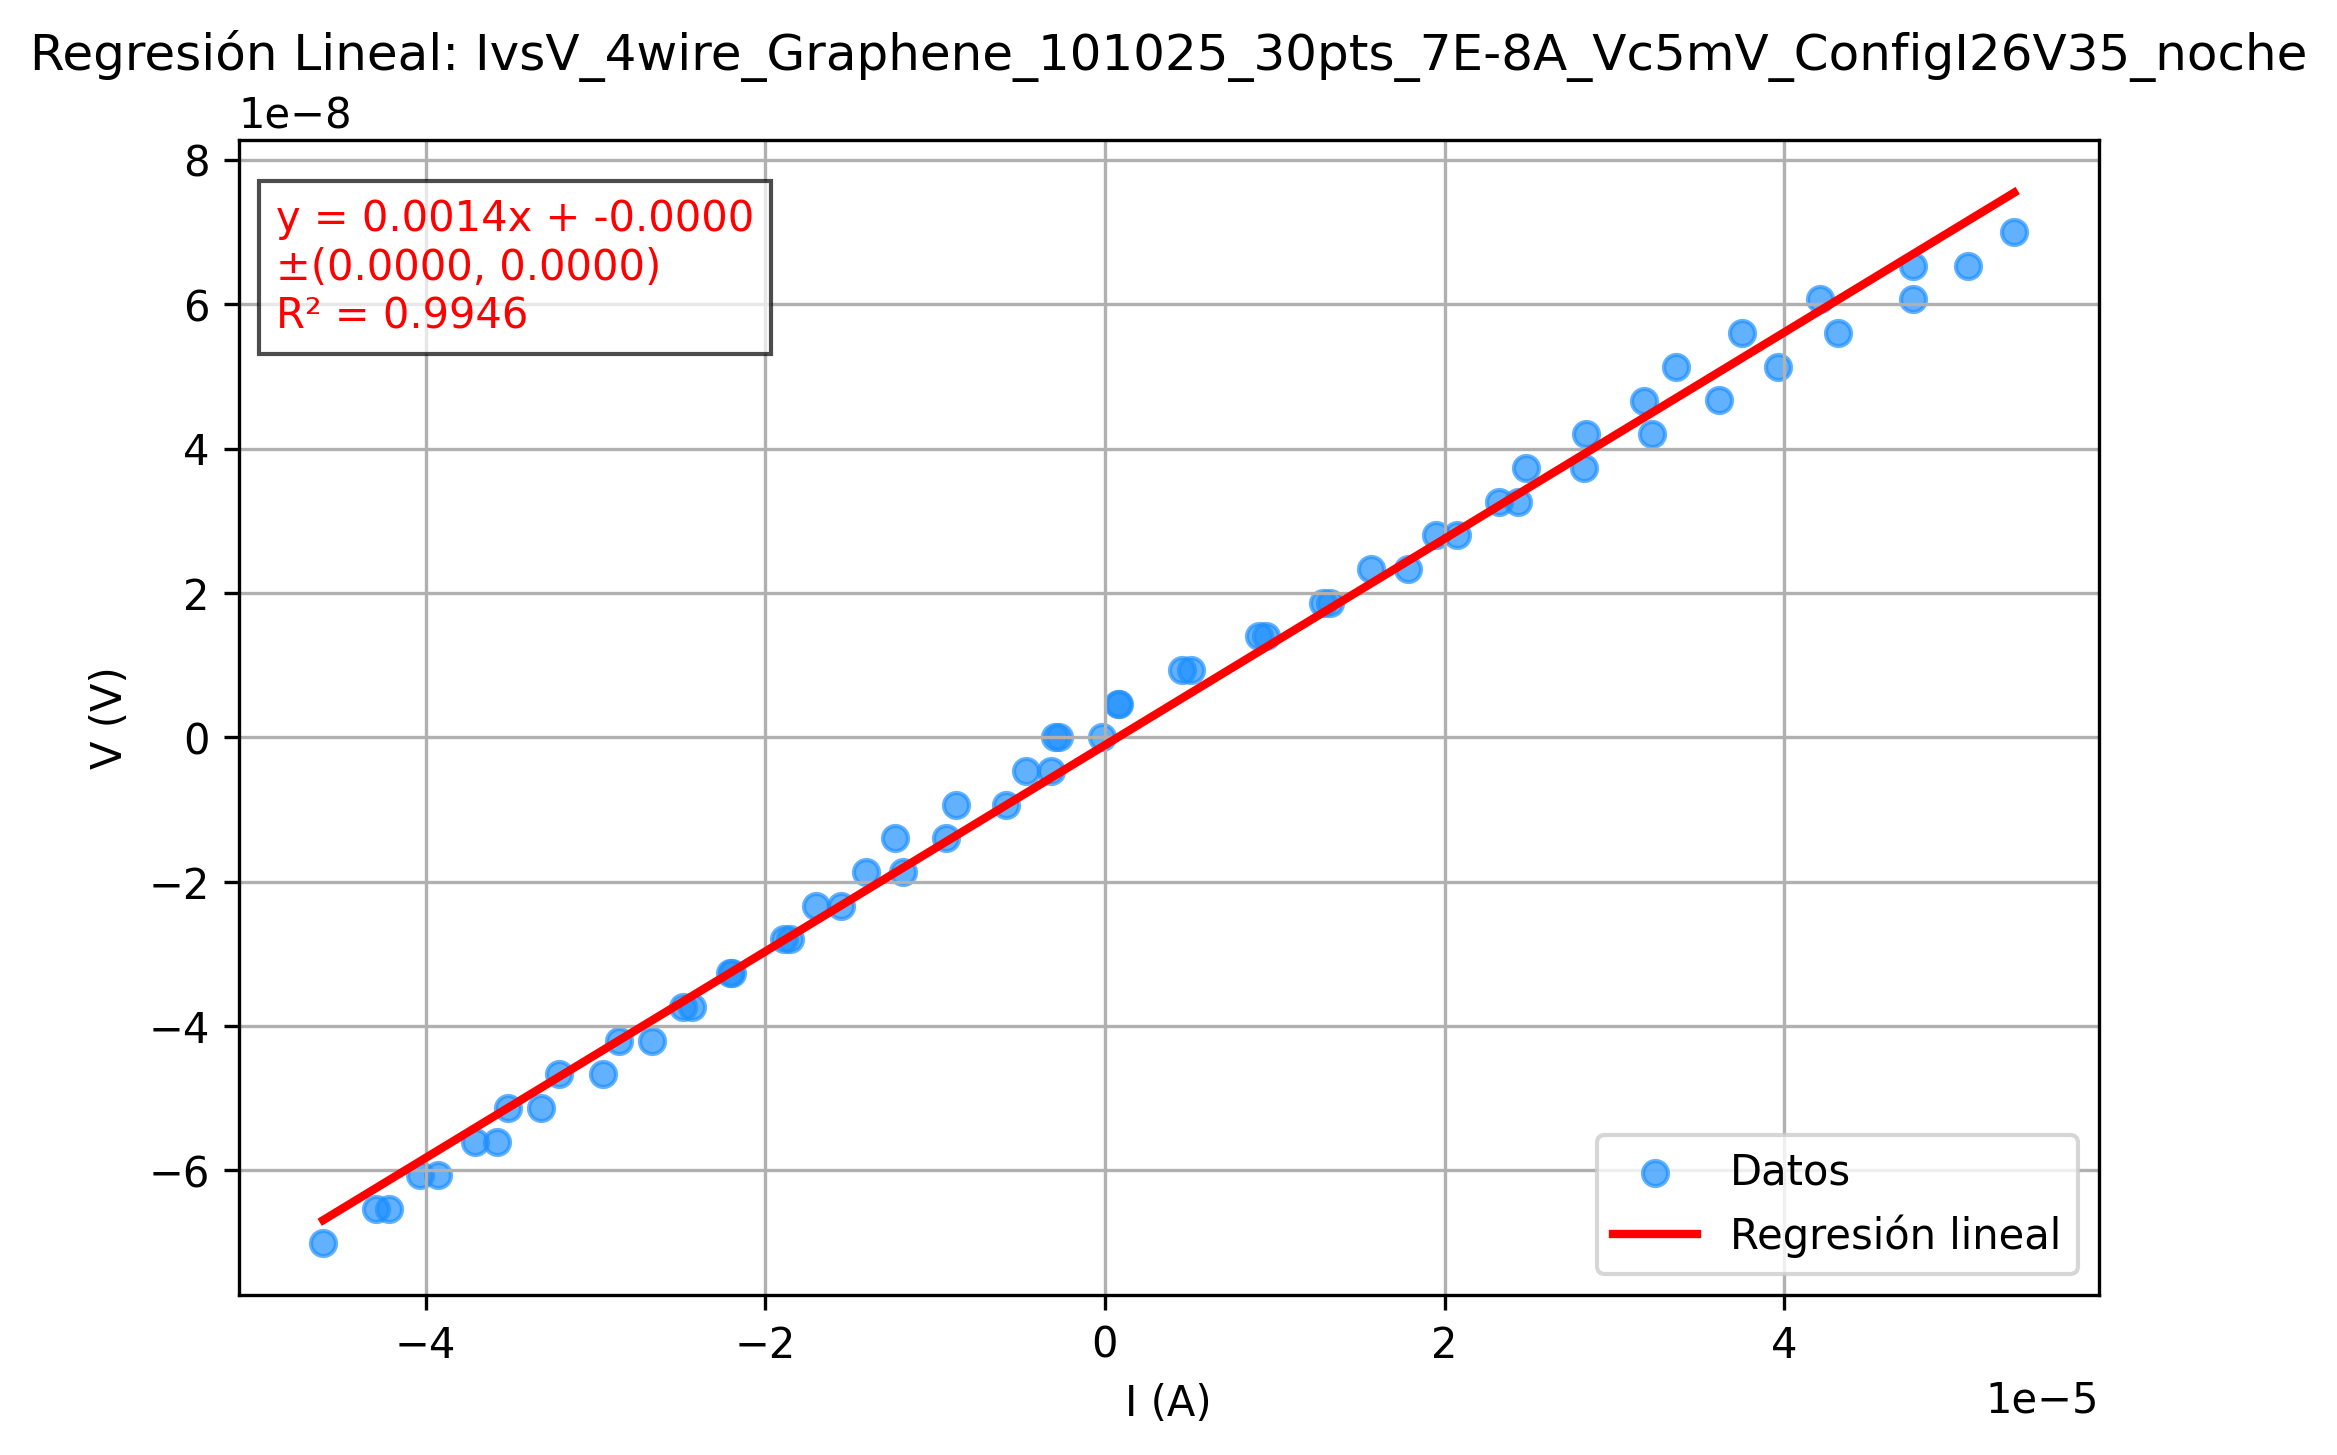 Regresión Lineal: IvsV_4wire_Graphene_101025_30pts_7E-8A_Vc5mV_ConfigI26V35_noche
1e−8
8
y = 0.0014x + -0.0000
±(0.0000, 0.0000)
R² = 0.9946
6
4
2
0
−2
−4
−6
V (V)
Datos
Regresión lineal
−4
−2
0
2
4
I (A)
1e−5